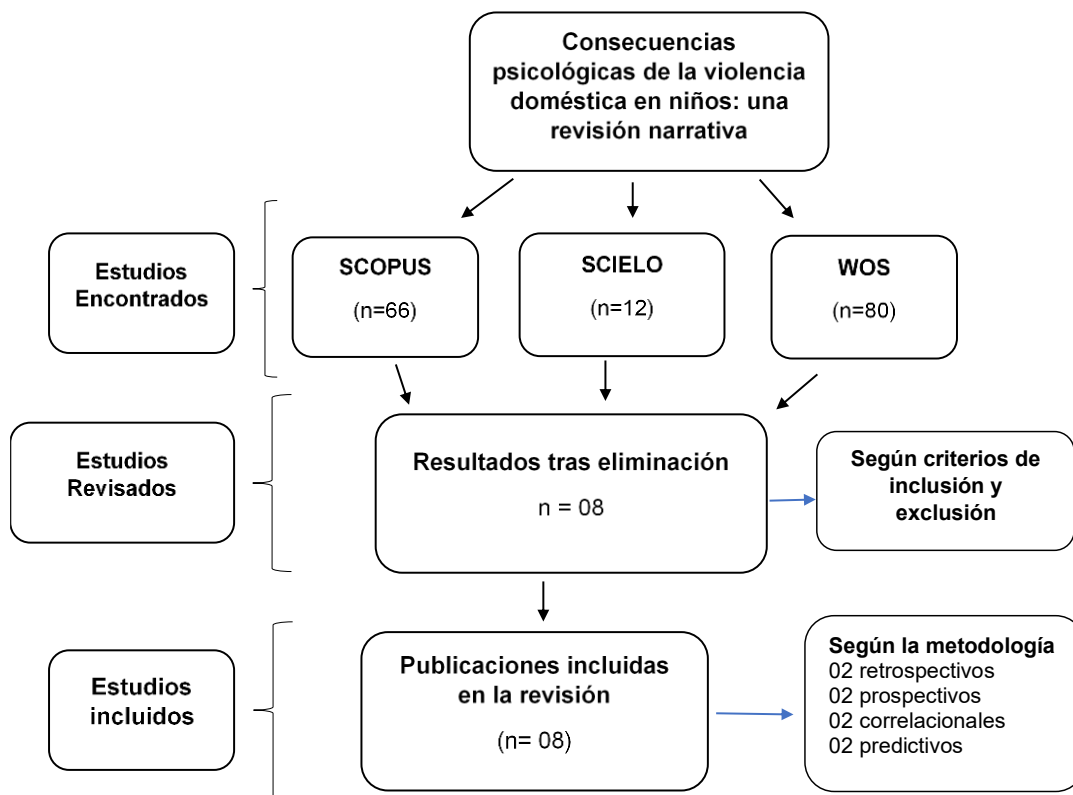 Consecuencias
psicológicas de la violencia
doméstica en niños: una
revisión narrativa
Estudios
Encontrados
SCOPUS
(n=66)
SCIELO
(n=12)
WOS
(n=80)
Estudios
Revisados
Resultados tras eliminación
n = 08
Según criterios de
inclusión y
exclusión
Estudios
incluidos
Publicaciones incluidas
en la revisión
(n= 08)
Según la metodología
02 retrospectivos
02 prospectivos
02 correlacionales
02 predictivos